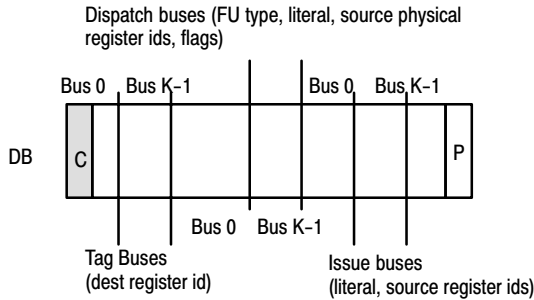 Dispatch buses (FU type, literal, source physical
register ids, flags)
Bus 0 Bus K-1 Bus 0 Bus K-1
DB C P
Bus 0 Bus K-1
Tag Buses
(dest register id)
Issue buses
(literal, source register ids)